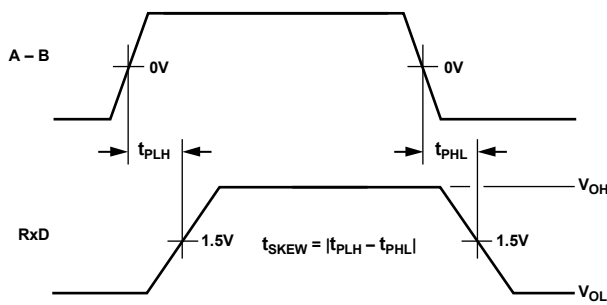 A – B
0V
0V
tPLH
tPHL
VOH
RxD
1.5V
tSKEW = |tPLH – tPHL|
1.5V
VOL